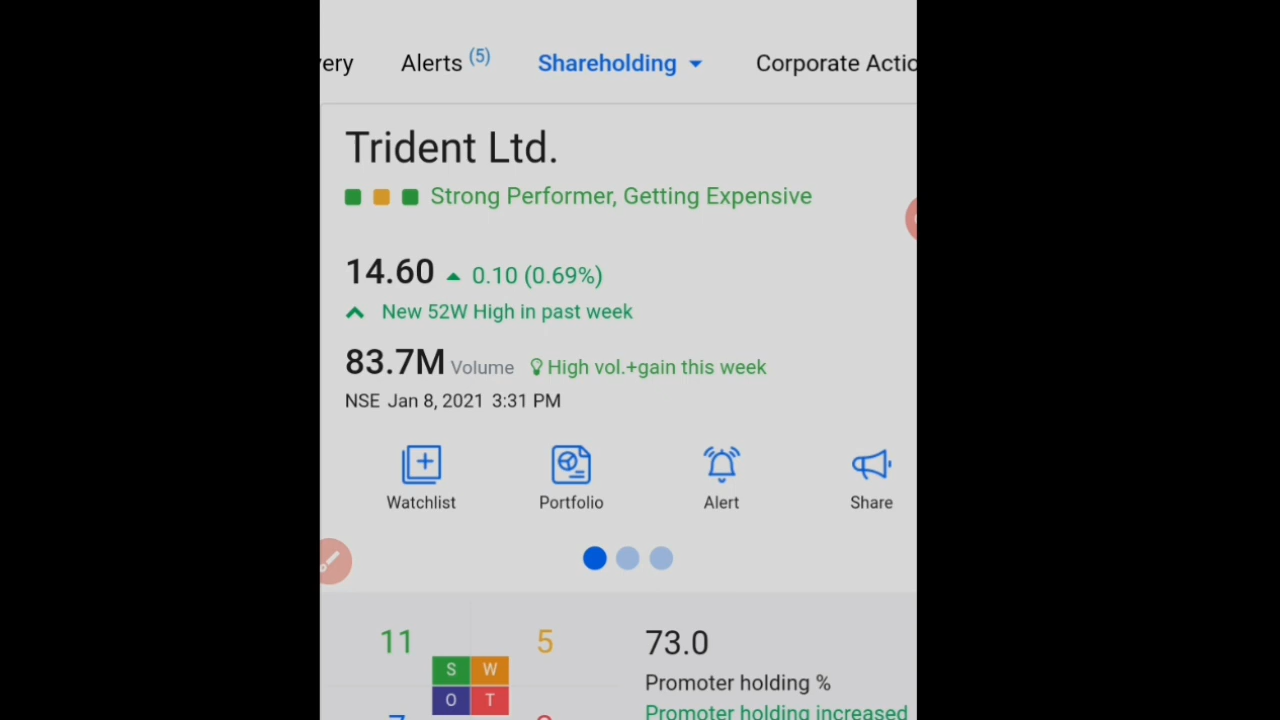 very Alerts (5) Shareholding Corporate Actio
Trident Ltd.
Strong Performer, Getting Expensive
14.60 0.10 (0.69%)
New 52W High in past week
83.7M Volume High vol.+gain this week
NSE Jan 8, 2021 3:31 PM
Watchlist Portfolio Alert Share
11 5 73.0
S W
Promoter holding %
O T
Promoter holding increased